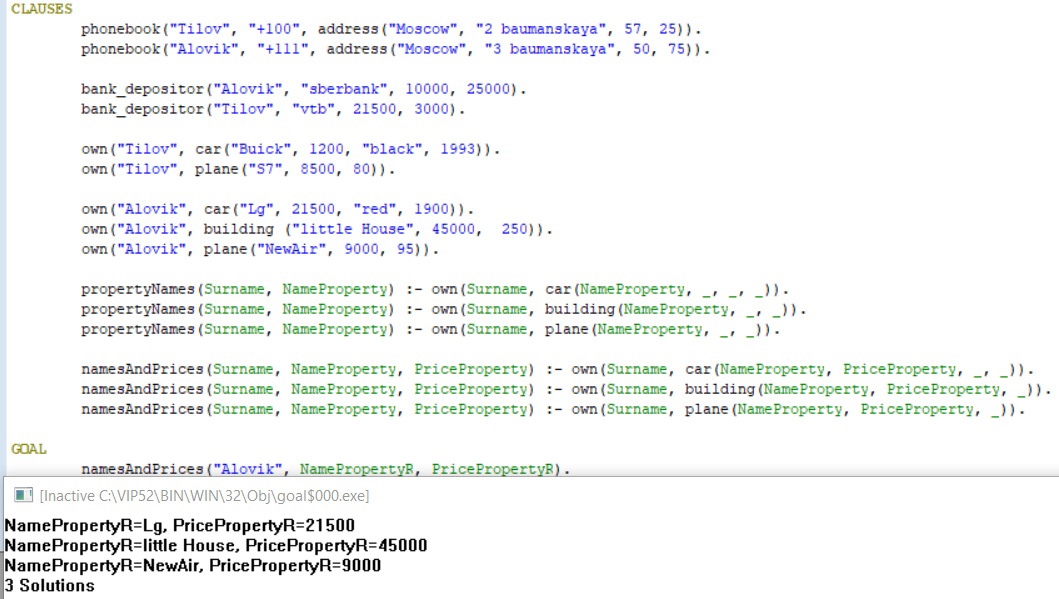 CLAUSES
phonebook("Tilov", "+100", address("Moscow", "2 baumanskaya", 57, 25)).
phonebook("Alovik", "+111", address("Moscow", "3 baumanskaya", 50, 75)).
bank_depositor("Alovik", "sberbank", 10000, 25000).
bank_depositor("Tilov", "vtb", 21500, 3000).
own("Tilov", car("Buick", 1200, "black", 1993)).
own("Tilov", plane("S7", 8500, 80)).
own("Alovik", car("Lg", 21500, "red", 1900)).
own("Alovik", building ("little House", 45000,  250)).
own("Alovik", plane("NewAir", 9000, 95)).
propertyNames(Surname, NameProperty) :- own(Surname, car(NameProperty, _, _, _)).
propertyNames(Surname, NameProperty) :- own(Surname, building(NameProperty, _, _)).
propertyNames(Surname, NameProperty) :- own(Surname, plane(NameProperty, _, _)).
namesAndPrices(Surname, NameProperty, PriceProperty) :- own(Surname, car(NameProperty, PriceProperty, _, _)).
namesAndPrices(Surname, NameProperty, PriceProperty) :- own(Surname, building(NameProperty, PriceProperty, _)).
namesAndPrices(Surname, NameProperty, PriceProperty) :- own(Surname, plane(NameProperty, PriceProperty, _)).
GOAL
namesAndPrices("Alovik", NamePropertyR, PricePropertyR).
[Inactive C:\VIP52\BIN\WIN\32\Obj\goal$000.exe]
NamePropertyR=Lg, PricePropertyR=21500
NamePropertyR=little House, PricePropertyR=45000
NamePropertyR=NewAir, PricePropertyR=9000
3 Solutions